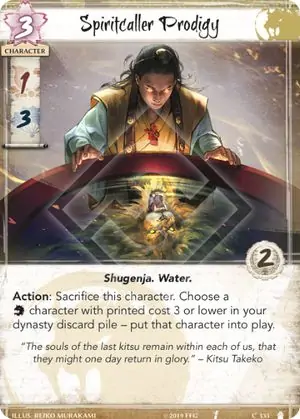 3
Spiritcaller Prodigy
CHARACTER
1
3
2
Shugenja. Water.
Action: Sacrifice this character. Choose a
character with printed cost 3 or lower in your
dynasty discard pile – put that character into play.
“The souls of the last kitsu remain within each of us, that
they might one day return in glory.” – Kitsu Takeko
ILLUS. REIKO MURAKAMI
©2019 FFG